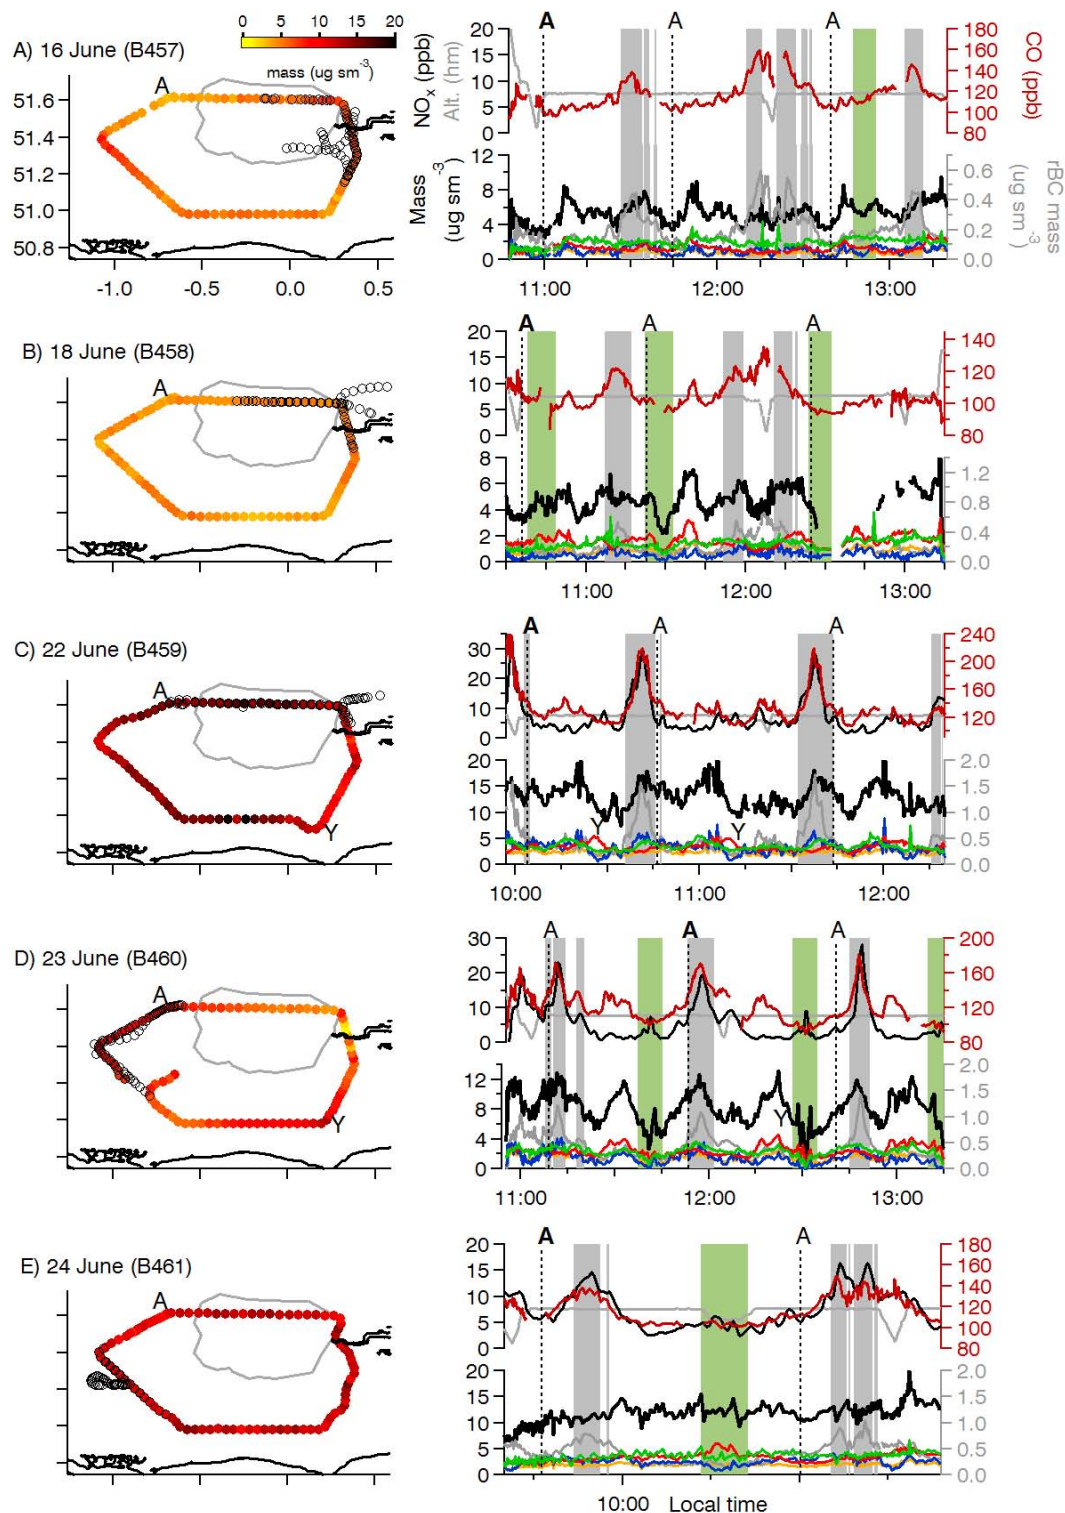 0 5 10 15 20
mass (ug sm⁻³)
A) 16 June (B457)
A
51.6
51.4
51.2
51.0
50.8
-1.0 -0.5 0.0 0.5
A A A
NOₓ (ppb)
Alt. (hm)
20
15
10
5
0
180
160
140
120
100
80
CO (ppb)
Mass
(ug sm⁻³)
12
8
4
0
0.6
0.4
0.2
0.0
rBC mass
(ug sm⁻³)
11:00 12:00 13:00
B) 18 June (B458)
A
A A A
20
15
10
5
0
140
120
100
80
8
6
4
2
0
1.2
0.8
0.4
0.0
11:00 12:00 13:00
C) 22 June (B459)
A
Y
A A A
30
20
10
0
240
200
160
120
20
15
10
5
0
2.0
1.5
1.0
0.5
0.0
Y Y
10:00 11:00 12:00
D) 23 June (B460)
A
Y
A A A
30
20
10
0
200
160
120
80
12
8
4
0
2.0
1.5
1.0
0.5
0.0
Y
11:00 12:00 13:00
E) 24 June (B461)
A
A A
20
15
10
5
0
180
160
140
120
100
80
20
15
10
5
0
2.0
1.5
1.0
0.5
0.0
10:00 Local time